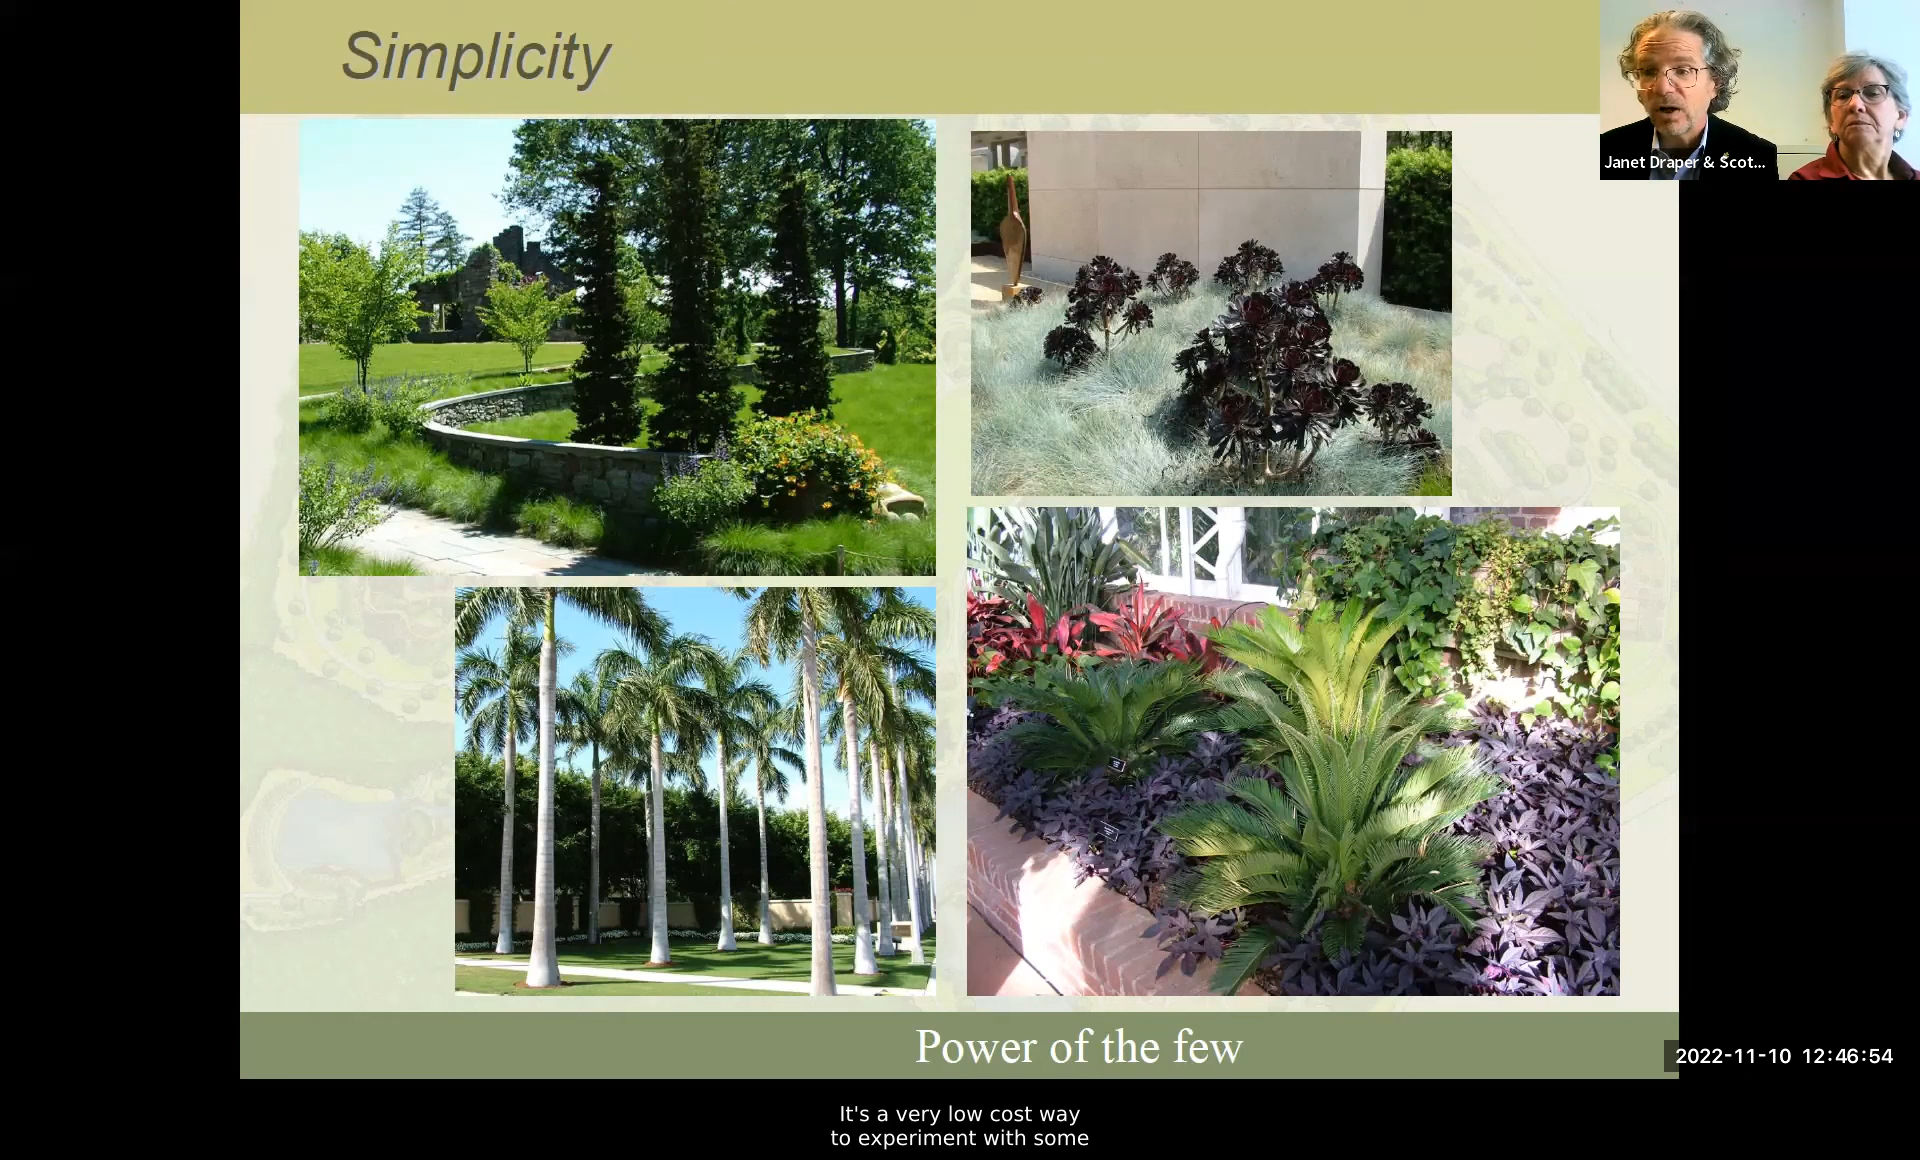 Simplicity
Janet Draper & Scot...
Power of the few
2022-11-10 12:46:54
It's a very low cost way
to experiment with some